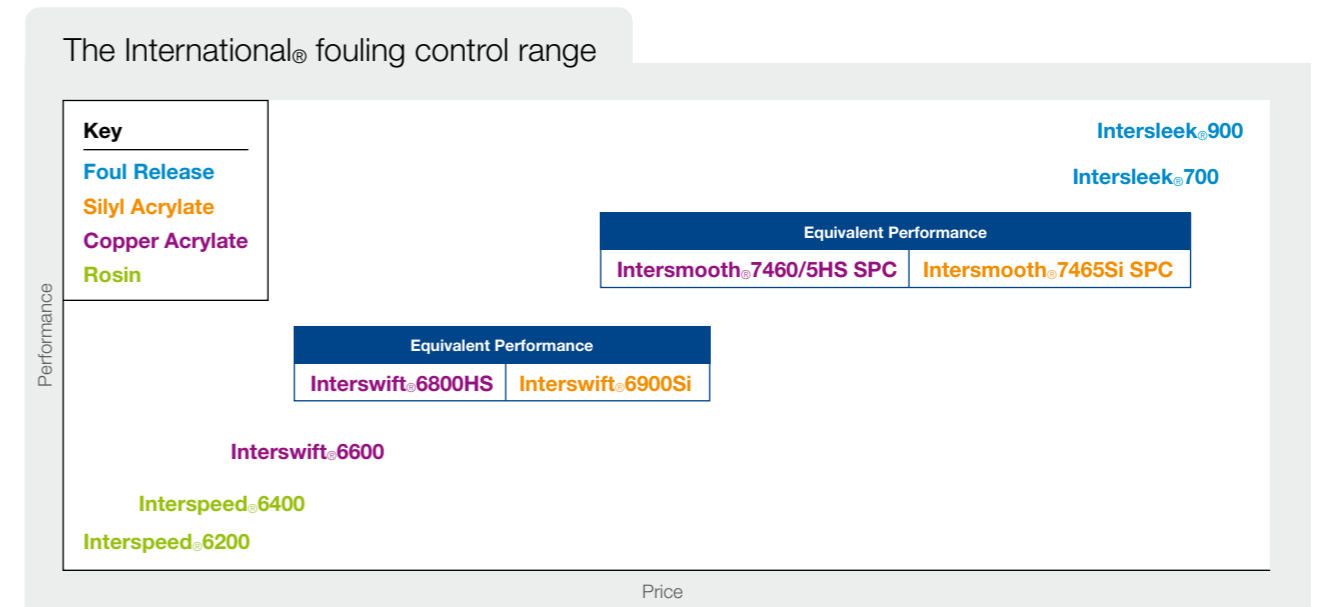 The International® fouling control range
Key
Foul Release
Silyl Acrylate
Copper Acrylate
Rosin
Intersleek®900
Intersleek®700
Equivalent Performance
Intersmooth®7460/5HS SPC
Intersmooth®7465Si SPC
Equivalent Performance
Interswift®6800HS
Interswift®6900Si
Interswift®6600
Interspeed®6400
Interspeed®6200
Performance
Price